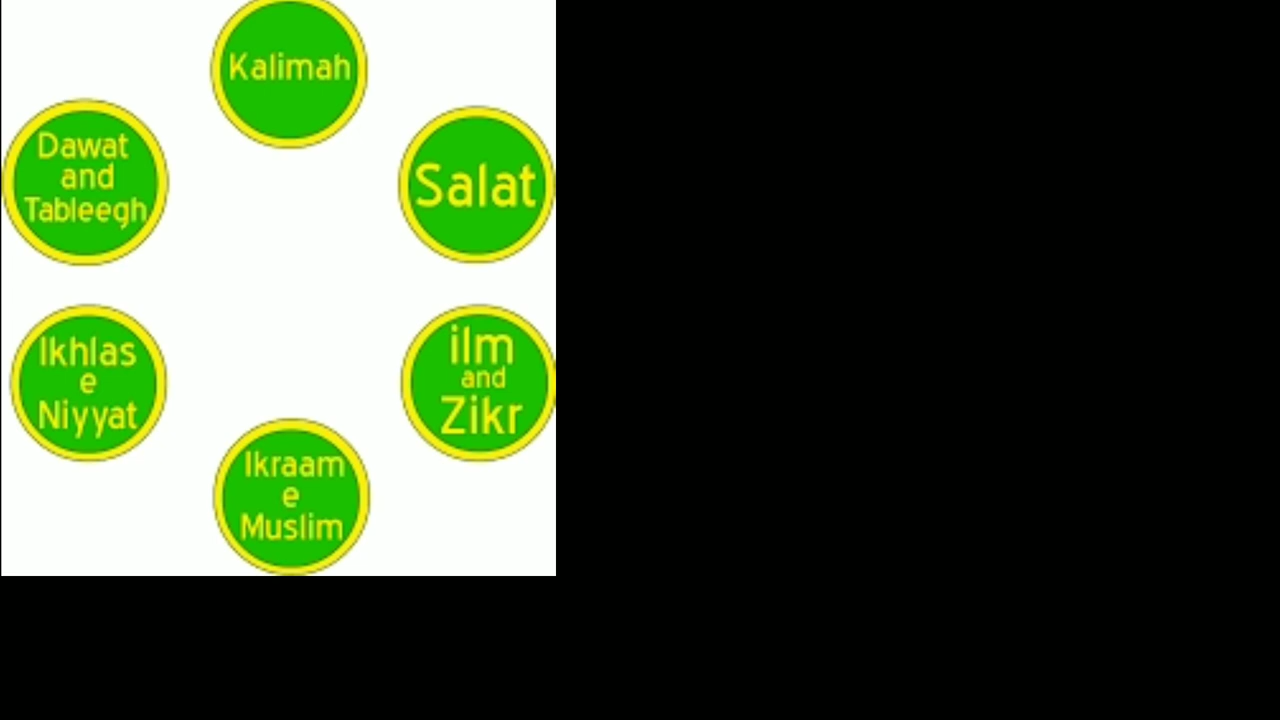 Kalimah
Salat
ilm
and
Zikr
Ikraam
e
Muslim
Ikhlas
e
Niyyat
Dawat
and
Tableegh